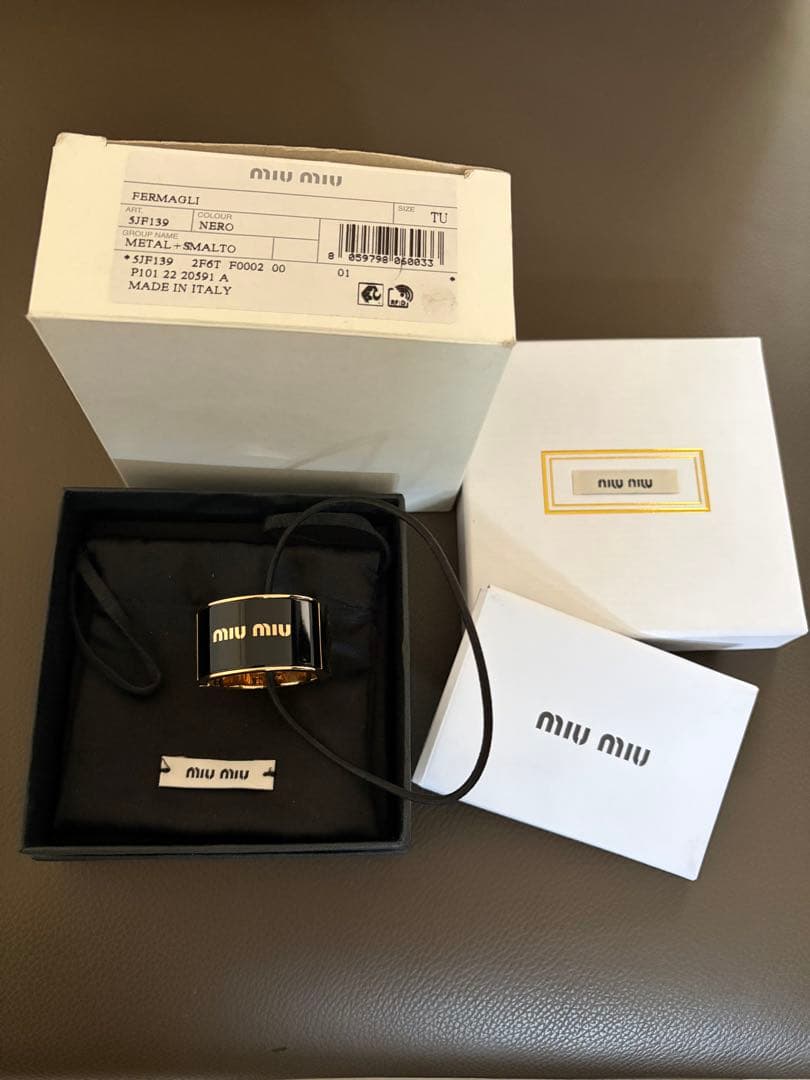 miu miu
FERMAGLI
ART.
5JF139
COLOUR
NERO
SIZE
TU
GROUP NAME
METAL+SMALTO
8 059798 060033
*5JF139 2F6T F0002 00 01 *
P101 22 20591 A
MADE IN ITALY
RFID
miu miu
miu miu
miu miu
miu miu